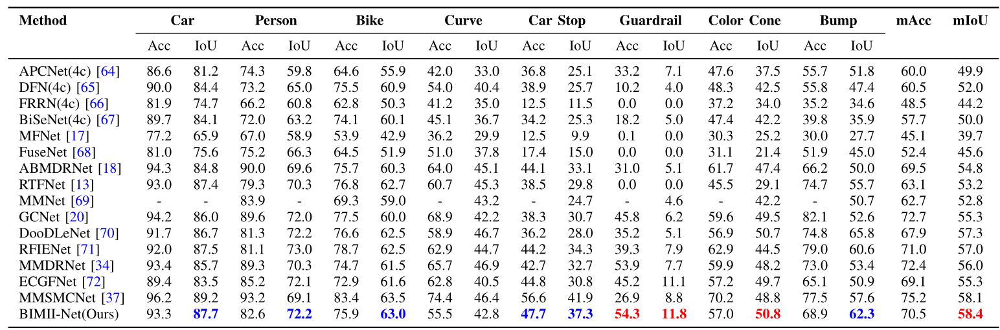 Method Car Person Bike Curve Car Stop Guardrail Color Cone Bump mAcc mIoU
Acc IoU Acc IoU Acc IoU Acc IoU Acc IoU Acc IoU Acc IoU Acc IoU
APCNet(4c) [64] 86.6 81.2 74.3 59.8 64.6 55.9 42.0 33.0 36.8 25.1 33.2 7.1 47.6 37.5 55.7 51.8 60.0 49.9
DFN(4c) [65] 90.0 84.4 73.2 65.0 75.5 60.9 54.0 40.4 38.9 25.7 10.2 4.0 48.3 42.5 55.8 47.4 60.5 52.0
FRRN(4c) [66] 81.9 74.7 66.2 60.8 62.8 50.3 41.2 35.0 12.5 11.5 0.0 0.0 37.2 34.0 35.2 34.6 48.5 44.2
BiSeNet(4c) [67] 89.7 84.1 72.0 63.2 74.1 60.1 45.1 36.7 34.2 25.3 18.2 5.0 47.4 42.2 39.8 35.9 57.7 50.0
MFNet [17] 77.2 65.9 67.0 58.9 53.9 42.9 36.2 29.9 12.5 9.9 0.1 0.0 30.3 25.2 30.0 27.7 45.1 39.7
FuseNet [68] 81.0 75.6 75.2 66.3 64.5 51.9 51.0 37.8 17.4 15.0 0.0 0.0 31.1 21.4 51.9 45.0 52.4 45.6
ABMDRNet [18] 94.3 84.8 90.0 69.6 75.7 60.3 64.0 45.1 44.1 33.1 31.0 5.1 61.7 47.4 66.2 50.0 69.5 54.8
RTFNet [13] 93.0 87.4 79.3 70.3 76.8 62.7 60.7 45.3 38.5 29.8 0.0 0.0 45.5 29.1 74.7 55.7 63.1 53.2
MMNet [69] - - 83.9 - 69.3 59.0 - 43.2 - 24.7 - 4.6 - 42.2 - 50.7 62.7 52.8
GCNet [20] 94.2 86.0 89.6 72.0 77.5 60.0 68.9 42.2 38.3 30.7 45.8 6.2 59.6 49.5 82.1 52.6 72.7 55.3
DooDLeNet [70] 91.7 86.7 81.3 72.2 76.6 62.5 58.9 46.7 36.2 28.0 35.2 5.1 56.9 50.7 74.8 65.8 67.9 57.3
RFIENet [71] 92.0 87.5 81.1 73.0 78.7 62.5 62.9 44.7 44.2 34.3 39.3 7.9 62.9 44.5 79.0 60.6 71.0 57.0
MMDRNet [34] 93.4 85.7 89.3 70.3 74.7 61.5 65.7 46.9 42.7 32.7 53.9 7.7 59.9 48.2 73.0 53.4 72.4 56.0
ECGFNet [72] 89.4 83.5 85.2 72.1 72.9 61.6 62.8 40.5 44.8 30.8 45.2 11.1 57.2 49.7 65.1 50.9 69.1 55.3
MMSMCNet [37] 96.2 89.2 93.2 69.1 83.4 63.5 74.4 46.4 56.6 41.9 26.9 8.8 70.2 48.8 77.5 57.6 75.2 58.1
BIMII-Net(Ours) 93.3 87.7 82.6 72.2 75.9 63.0 55.5 42.8 47.7 37.3 54.3 11.8 57.0 50.8 68.9 62.3 70.5 58.4